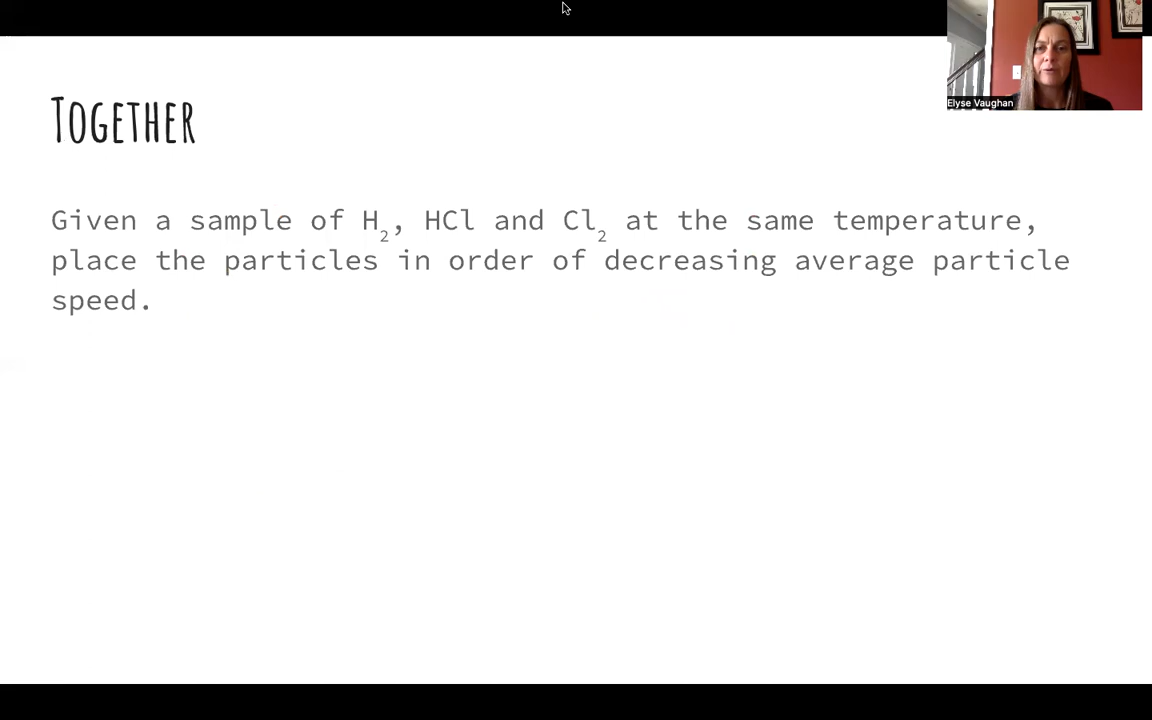 Elyse Vaughan
Together
Given a sample of H₂, HCl and Cl₂ at the same temperature,
place the particles in order of decreasing average particle
speed.